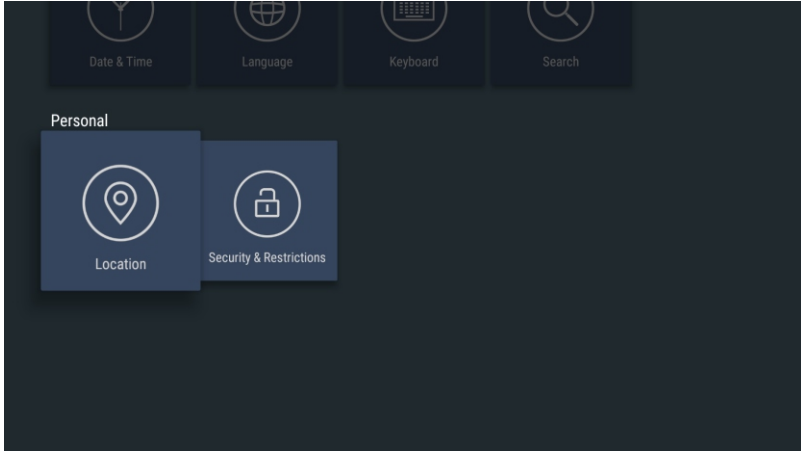 Date & Time
Language
Keyboard
Search
Personal
Location
Security & Restrictions